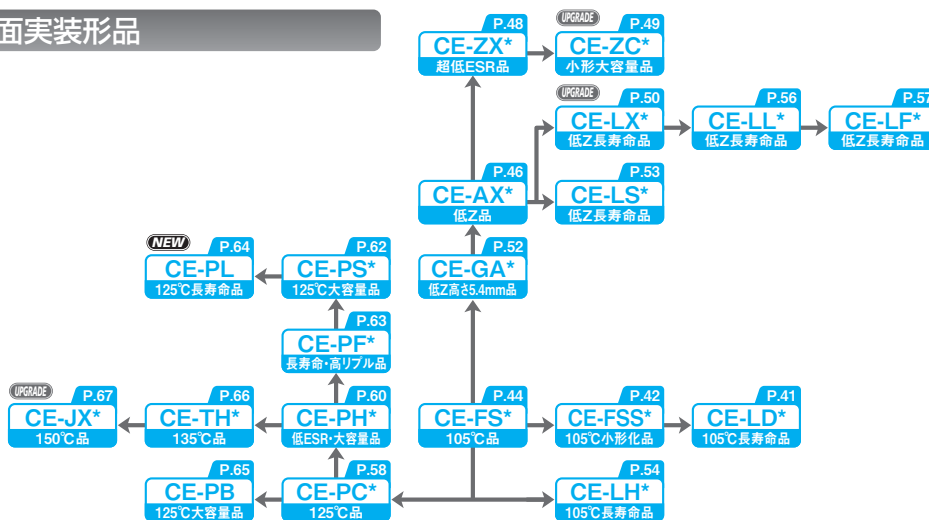 面実装形品
P.48
CE-ZX*
超低ESR品
UPGRADE
P.49
CE-ZC*
小形大容量品
UPGRADE
P.50
CE-LX*
低Z長寿命品
P.56
CE-LL*
低Z長寿命品
P.57
CE-LF*
低Z長寿命品
P.46
CE-AX*
低Z品
P.53
CE-LS*
低Z長寿命品
NEW
P.64
CE-PL
125℃長寿命品
P.62
CE-PS*
125℃大容量品
P.52
CE-GA*
低Z高さ5.4mm品
P.63
CE-PF*
長寿命・高リプル品
UPGRADE
P.67
CE-JX*
150℃品
P.66
CE-TH*
135℃品
P.60
CE-PH*
低ESR・大容量品
P.44
CE-FS*
105℃品
P.42
CE-FSS*
105℃小形化品
P.41
CE-LD*
105℃長寿命品
P.65
CE-PB
125℃大容量品
P.58
CE-PC*
125℃品
P.54
CE-LH*
105℃長寿命品